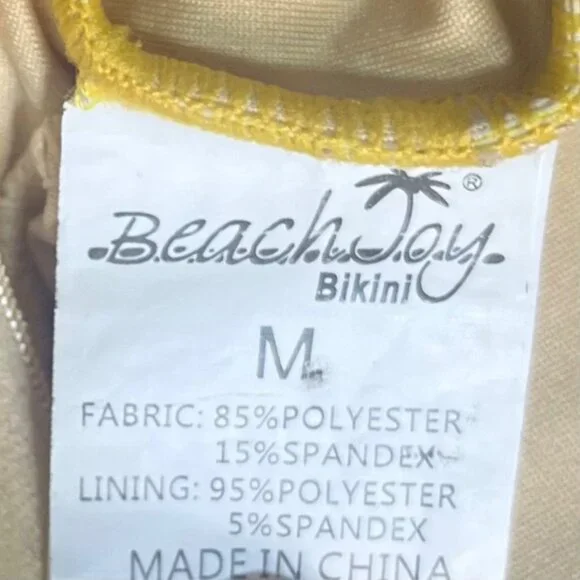 BeachJoy®
Bikini
M
FABRIC: 85%POLYESTER
15%SPANDEX
LINING: 95%POLYESTER
5%SPANDEX
MADE IN CHINA